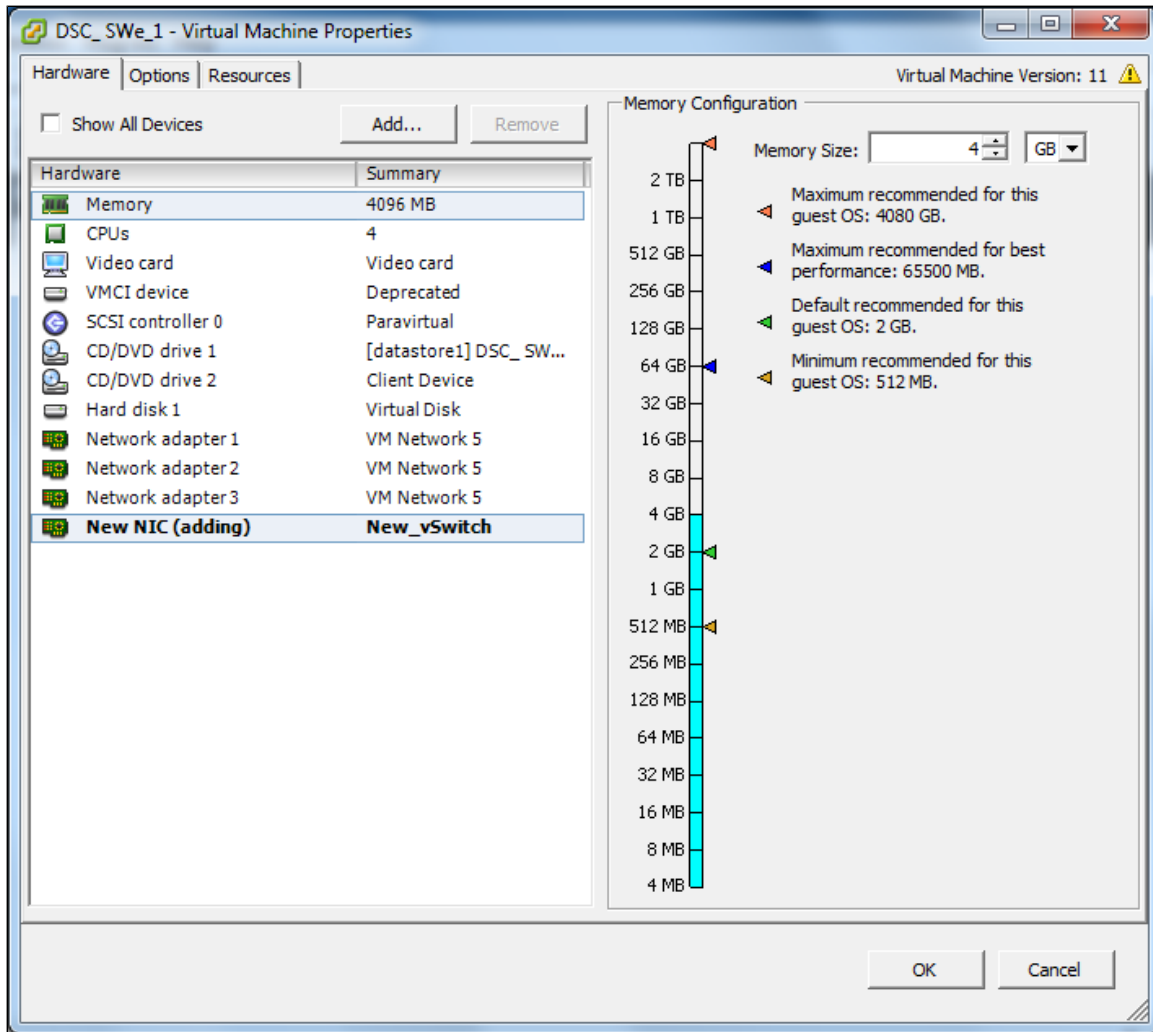 DSC_ SWe_1 - Virtual Machine Properties
Hardware Options Resources
Virtual Machine Version: 11
Show All Devices
Add...
Remove
Hardware Summary
Memory 4096 MB
CPUs 4
Video card Video card
VMCI device Deprecated
SCSI controller 0 Paravirtual
CD/DVD drive 1 [datastore1] DSC_ SW...
CD/DVD drive 2 Client Device
Hard disk 1 Virtual Disk
Network adapter 1 VM Network 5
Network adapter 2 VM Network 5
Network adapter 3 VM Network 5
New NIC (adding) New_vSwitch
Memory Configuration
Memory Size: 4 GB
2 TB
1 TB
512 GB
256 GB
128 GB
64 GB
32 GB
16 GB
8 GB
4 GB
2 GB
1 GB
512 MB
256 MB
128 MB
64 MB
32 MB
16 MB
8 MB
4 MB
Maximum recommended for this
guest OS: 4080 GB.
Maximum recommended for best
performance: 65500 MB.
Default recommended for this
guest OS: 2 GB.
Minimum recommended for this
guest OS: 512 MB.
OK
Cancel